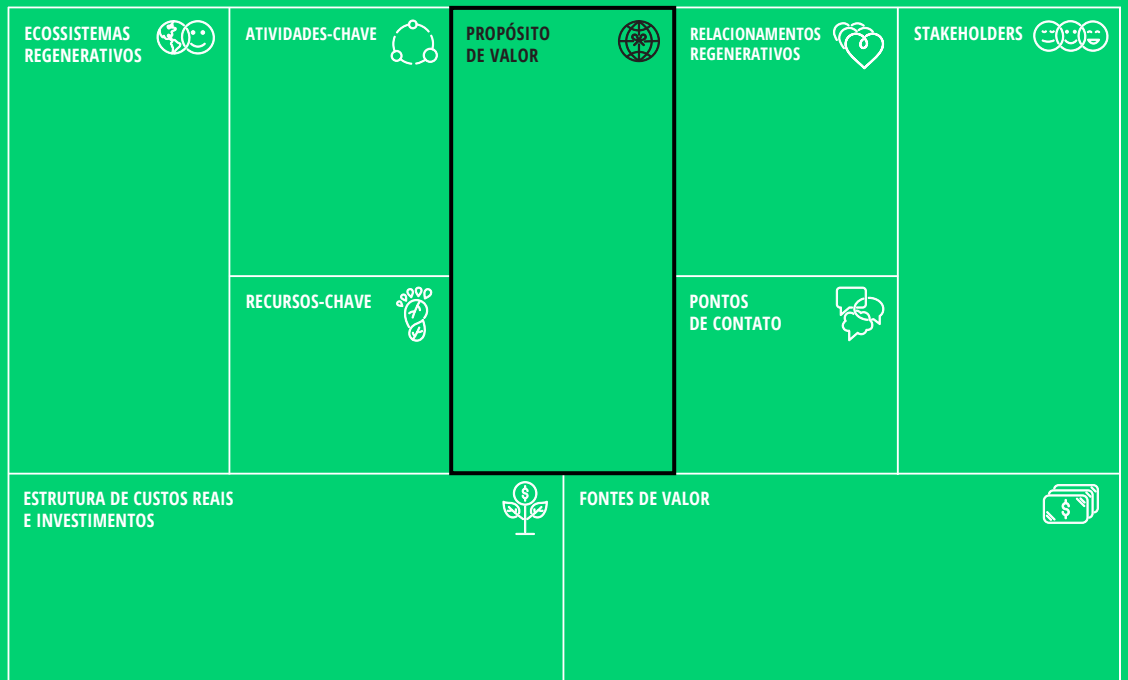 ECOSSISTEMAS
REGENERATIVOS
ATIVIDADES-CHAVE
PROPÓSITO
DE VALOR
RELACIONAMENTOS
REGENERATIVOS
STAKEHOLDERS
RECURSOS-CHAVE
PONTOS
DE CONTATO
ESTRUTURA DE CUSTOS REAIS
E INVESTIMENTOS
$
FONTES DE VALOR
$